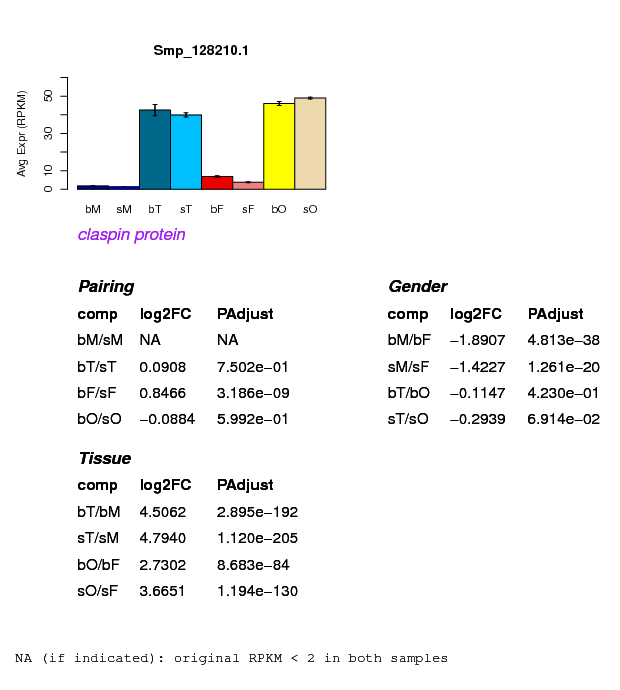 Smp_128210.1
Avg Expr (RPKM)
0 10 30 50
bM sM bT sT bF sF bO sO
claspin protein
Pairing
comp log2FC PAdjust
bM/sM NA NA
bT/sT 0.0908 7.502e−01
bF/sF 0.8466 3.186e−09
bO/sO −0.0884 5.992e−01
Gender
comp log2FC PAdjust
bM/bF −1.8907 4.813e−38
sM/sF −1.4227 1.261e−20
bT/bO −0.1147 4.230e−01
sT/sO −0.2939 6.914e−02
Tissue
comp log2FC PAdjust
bT/bM 4.5062 2.895e−192
sT/sM 4.7940 1.120e−205
bO/bF 2.7302 8.683e−84
sO/sF 3.6651 1.194e−130
NA (if indicated): original RPKM < 2 in both samples